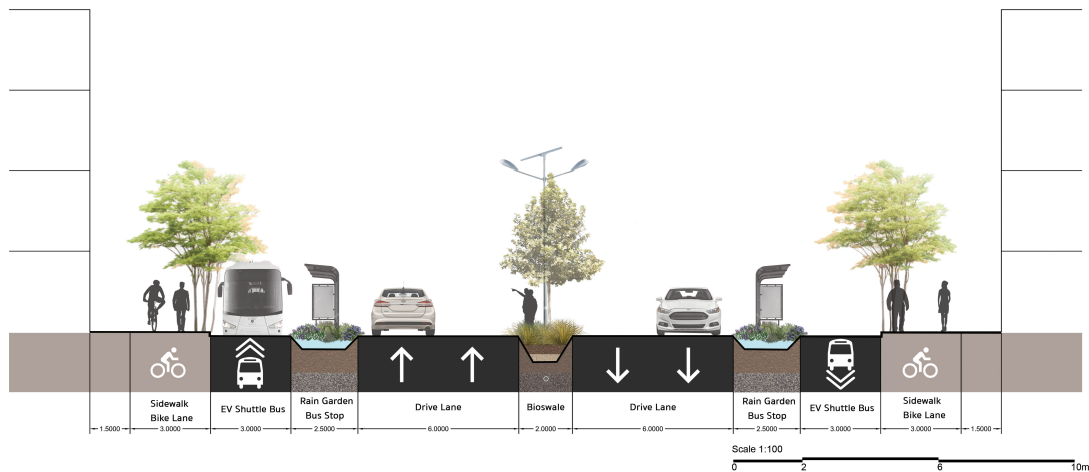 Sidewalk
Bike Lane
EV Shuttle Bus
Rain Garden
Bus Stop
Drive Lane
Bioswale
Drive Lane
Rain Garden
Bus Stop
EV Shuttle Bus
Sidewalk
Bike Lane
1.5000
3.0000
3.0000
2.5000
6.0000
2.0000
6.0000
2.5000
3.0000
3.0000
1.5000
Scale 1:100
0
2
6
10m